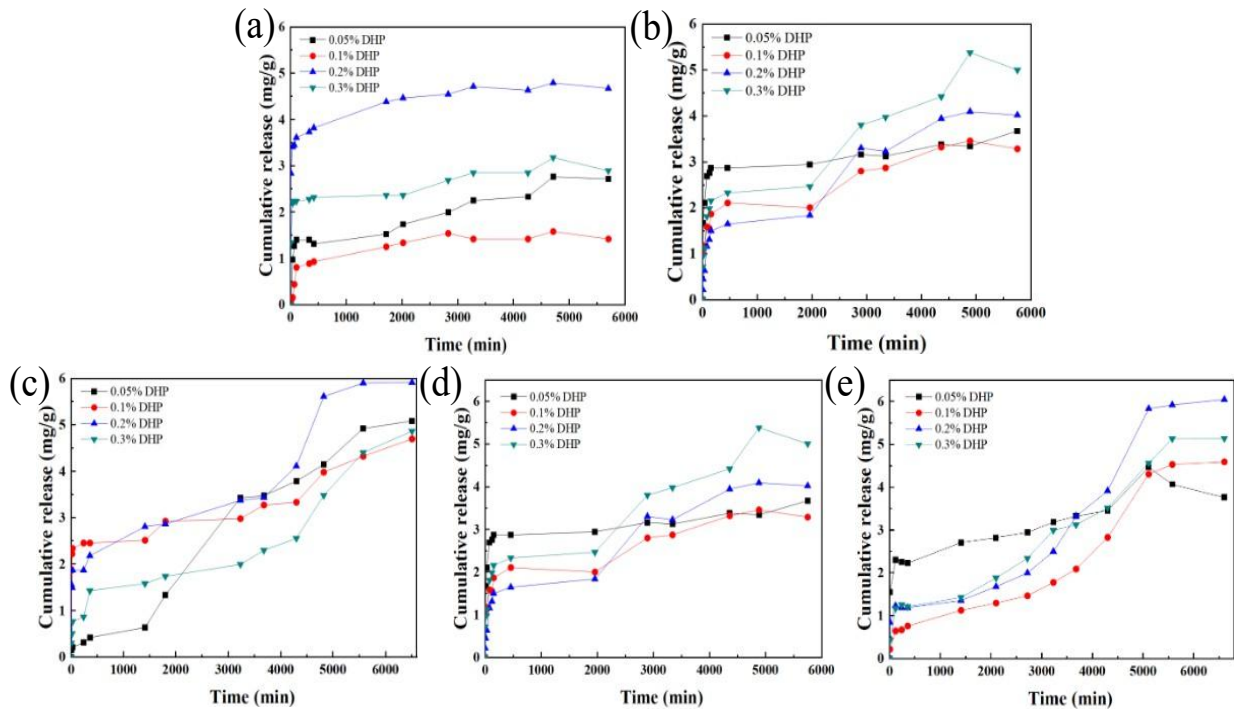 (a)
Cumulative release (mg/g)
6
5
4
3
2
1
0
0.05% DHP
0.1% DHP
0.2% DHP
0.3% DHP
0 1000 2000 3000 4000 5000 6000
Time (min)
(b)
Cumulative release (mg/g)
6
5
4
3
2
1
0
0.05% DHP
0.1% DHP
0.2% DHP
0.3% DHP
0 1000 2000 3000 4000 5000 6000
Time (min)
(c)
Cumulative release (mg/g)
6
5
4
3
2
1
0
0.05% DHP
0.1% DHP
0.2% DHP
0.3% DHP
0 1000 2000 3000 4000 5000 6000
Time (min)
(d)
Cumulative release (mg/g)
6
5
4
3
2
1
0
0.05% DHP
0.1% DHP
0.2% DHP
0.3% DHP
0 1000 2000 3000 4000 5000 6000
Time (min)
(e)
Cumulative release (mg/g)
6
5
4
3
2
1
0
0.05% DHP
0.1% DHP
0.2% DHP
0.3% DHP
0 1000 2000 3000 4000 5000 6000
Time (min)